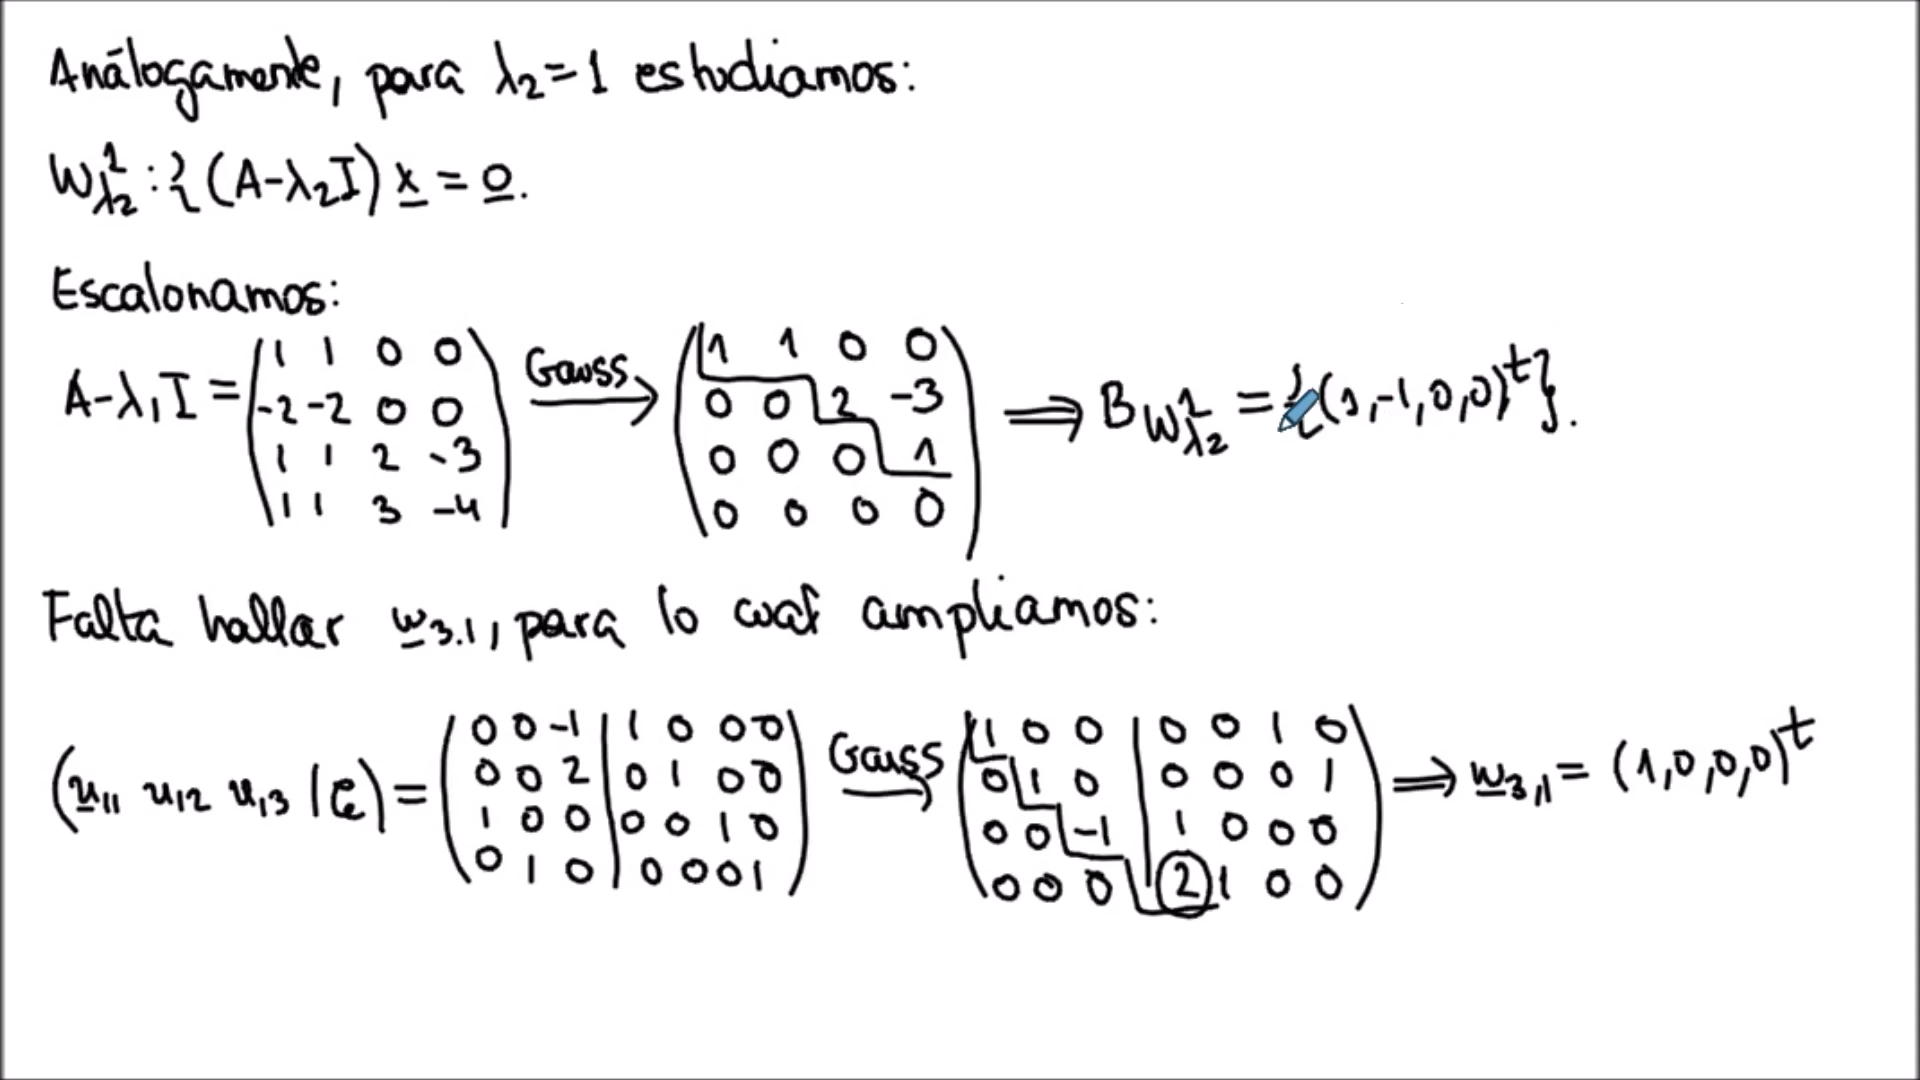 Análogamente, para λ₂=1 estudiamos:
W¹_λ₂ : {(A-λ₂I) x = 0.
Escalonamos:
A-λ₁I = ( 1 1 0 0 ; -2 -2 0 0 ; 1 1 2 -3 ; 1 1 3 -4 ) Gauss → ( 1 1 0 0 ; 0 0 2 -3 ; 0 0 0 1 ; 0 0 0 0 ) ⟹ B_W¹_λ₂ = {(1,-1,0,0)ᵗ}.
Falta hallar w₃.₁, para lo cual ampliamos:
(u₁₁ u₁₂ u₁₃ | C) = ( 0 0 -1 | 1 0 0 0 ; 0 0 2 | 0 1 0 0 ; 1 0 0 | 0 0 1 0 ; 0 1 0 | 0 0 0 1 ) Gauss → ( 1 0 0 | 0 0 1 0 ; 0 1 0 | 0 0 0 1 ; 0 0 -1 | 1 0 0 0 ; 0 0 0 | 2 1 0 0 ) ⟹ w₃,₁ = (1,0,0,0)ᵗ